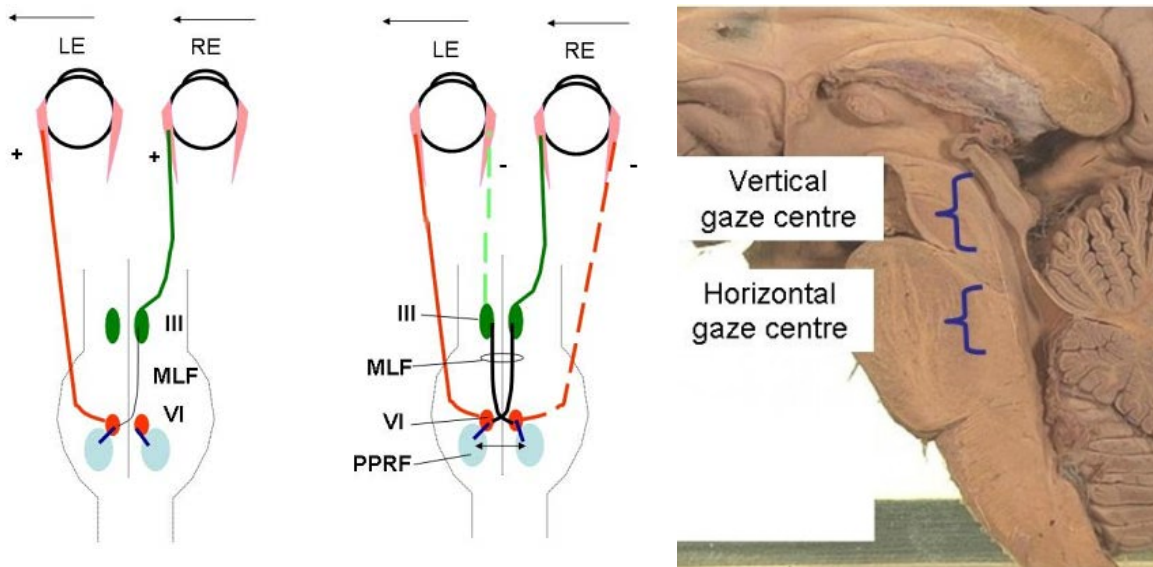 LE RE
+ +
III
MLF
VI
LE RE
- -
III
MLF
VI
PPRF
Vertical
gaze centre
Horizontal
gaze centre